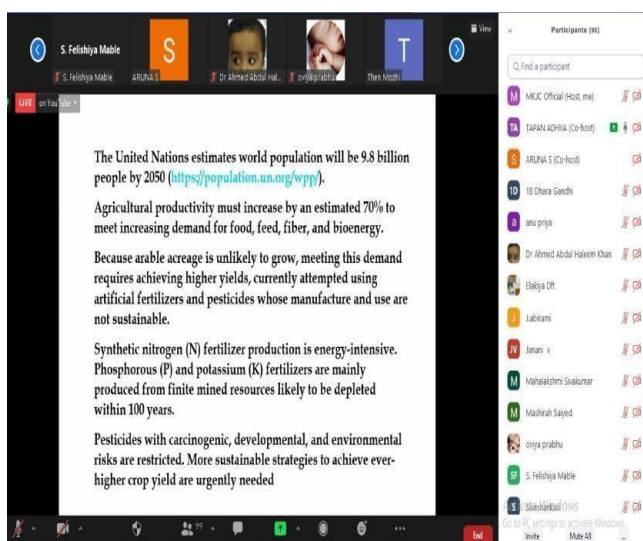 S. Felishiya Mable
S
T
View
S. Felishiya Mable
ARUNA S
Dr Ahmed Abdul Hal...
oviya prabhu
Then Mozhi
LIVE on YouTube
The United Nations estimates world population will be 9.8 billion
people by 2050 (https://population.un.org/wpp/).
Agricultural productivity must increase by an estimated 70% to
meet increasing demand for food, feed, fiber, and bioenergy.
Because arable acreage is unlikely to grow, meeting this demand
requires achieving higher yields, currently attempted using
artificial fertilizers and pesticides whose manufacture and use are
not sustainable.
Synthetic nitrogen (N) fertilizer production is energy-intensive.
Phosphorous (P) and potassium (K) fertilizers are mainly
produced from finite mined resources likely to be depleted
within 100 years.
Pesticides with carcinogenic, developmental, and environmental
risks are restricted. More sustainable strategies to achieve ever-
higher crop yield are urgently needed
99
End
Participants (99)
Find a participant
M MKJC Official (Host, me)
TA TAPAN ADHYA (Co-host)
S ARUNA S (Co-host)
1D 18 Dhara Gandhi
a anu priya
Dr Ahmed Abdul Haleem Khan
Elakiya Dft
J J.abirami
JV Janani v
M Mahalakshmi Sivakumar
M Mashirah Saiyed
oviya prabhu
SF S. Felishiya Mable
S Sivasankari
Activate Windows
Go to PC settings to activate Windows.
Invite Mute All ...